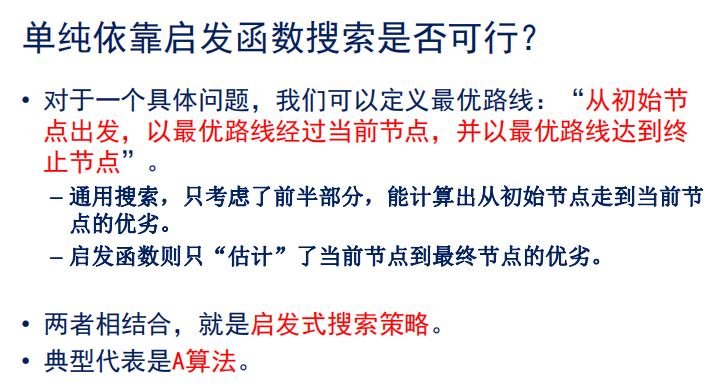 单纯依靠启发函数搜索是否可行？
• 对于一个具体问题，我们可以定义最优路线：“从初始节
点出发，以最优路线经过当前节点，并以最优路线达到终
止节点”。
– 通用搜索，只考虑了前半部分，能计算出从初始节点走到当前节
点的优劣。
– 启发函数则只“估计”了当前节点到最终节点的优劣。
• 两者相结合，就是启发式搜索策略。
• 典型代表是A算法。